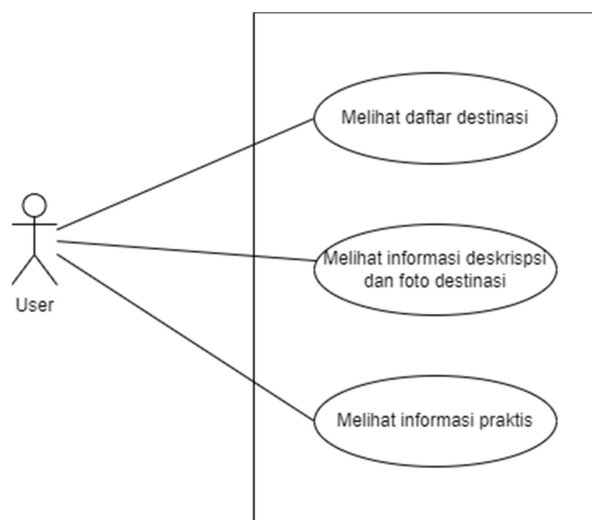 Melihat daftar destinasi
Melihat informasi deskrispsi
dan foto destinasi
User
Melihat informasi praktis